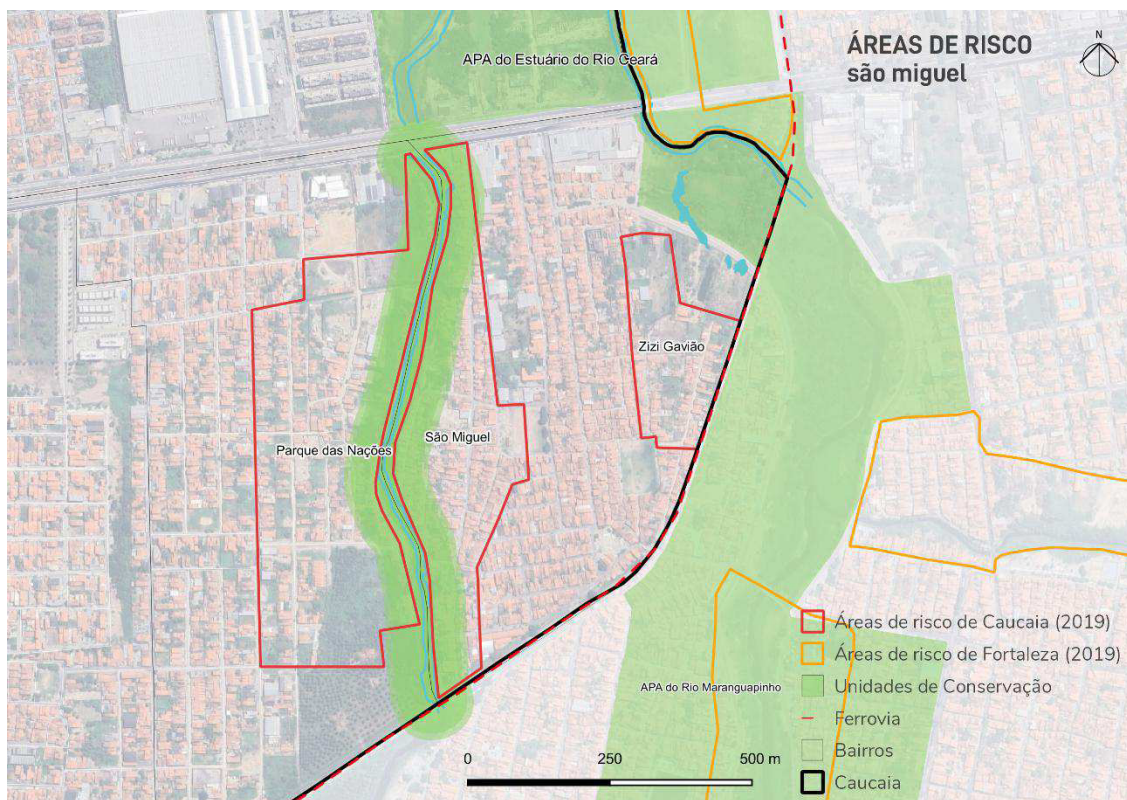 ÁREAS DE RISCO
são miguel
N
APA do Estuário do Rio Ceará
Zizi Gavião
São Miguel
Parque das Nações
APA do Rio Maranguapinho
Áreas de risco de Caucaia (2019)
Áreas de risco de Fortaleza (2019)
Unidades de Conservação
Ferrovia
Bairros
Caucaia
0 250 500 m